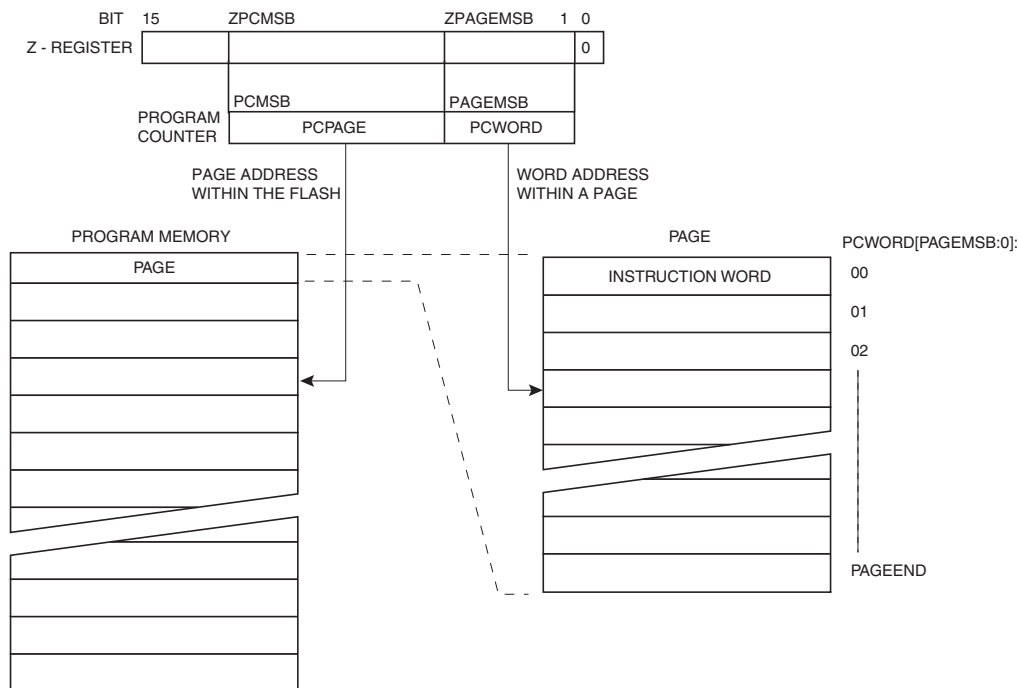 BIT 15 ZPCMSB ZPAGEMSB 1 0
Z - REGISTER 0
PCMSB PAGEMSB
PROGRAM
COUNTER
PCPAGE PCWORD
PAGE ADDRESS
WITHIN THE FLASH
WORD ADDRESS
WITHIN A PAGE
PROGRAM MEMORY
PAGE
PAGE
PCWORD[PAGEMSB:0]:
INSTRUCTION WORD
00
01
02
PAGEEND